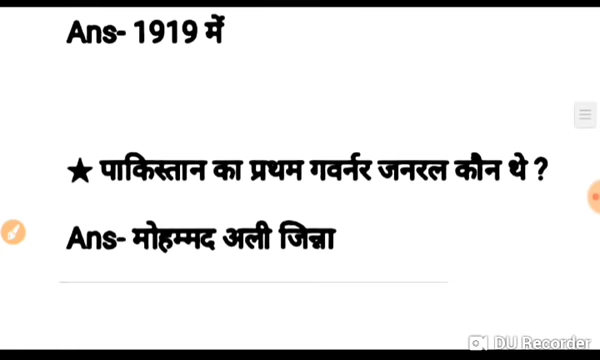 Ans- 1919 में
★ पाकिस्तान का प्रथम गवर्नर जनरल कौन थे ?
Ans- मोहम्मद अली जिन्ना
DU Recorder